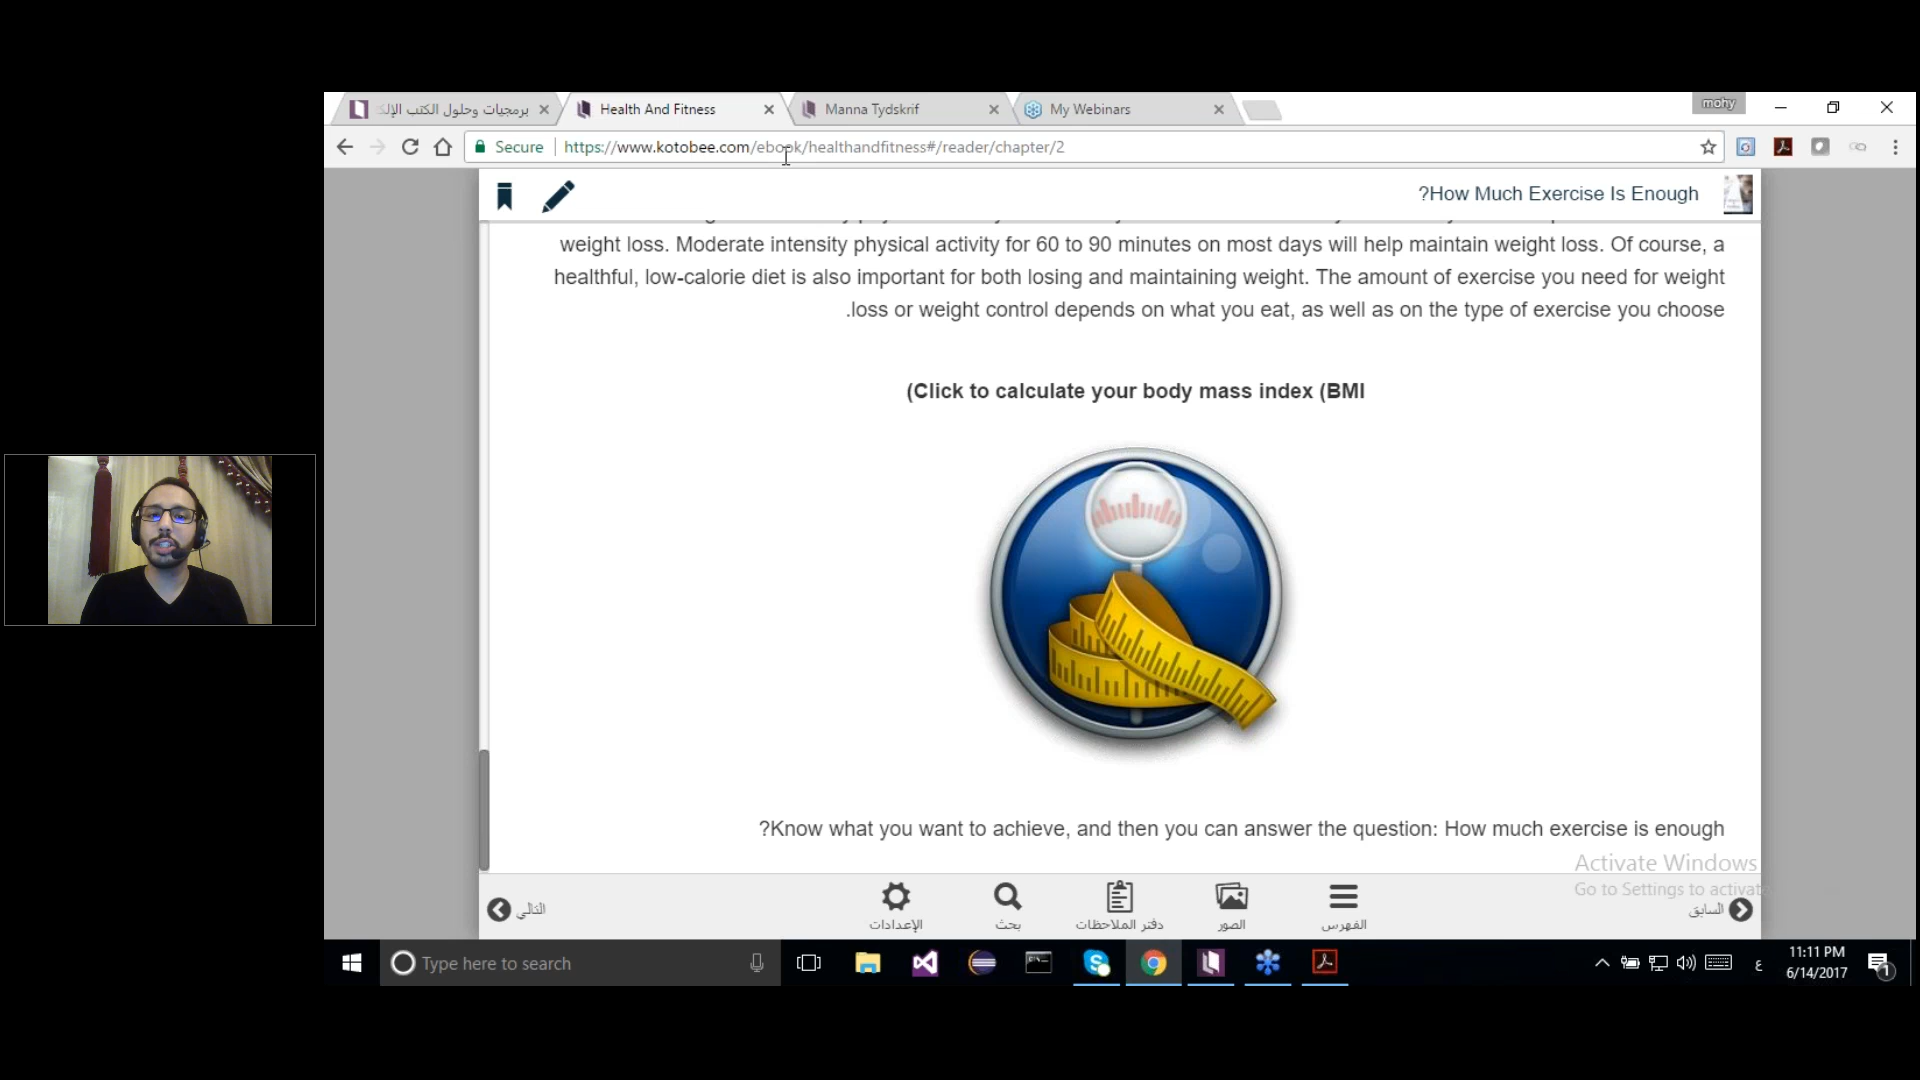 برمجيات وحلول الكتب الإلك
Health And Fitness
Manna Tydskrif
My Webinars
mohy
Secure
https://www.kotobee.com/ebook/healthandfitness#/reader/chapter/2
?How Much Exercise Is Enough
weight loss. Moderate intensity physical activity for 60 to 90 minutes on most days will help maintain weight loss. Of course, a
healthful, low-calorie diet is also important for both losing and maintaining weight. The amount of exercise you need for weight
.loss or weight control depends on what you eat, as well as on the type of exercise you choose
(Click to calculate your body mass index (BMI
?Know what you want to achieve, and then you can answer the question: How much exercise is enough
Activate Windows
Go to Settings to activat
التالي
الإعدادات
بحث
دفتر الملاحظات
الصور
الفهرس
السابق
Type here to search
ع
11:11 PM
6/14/2017
1